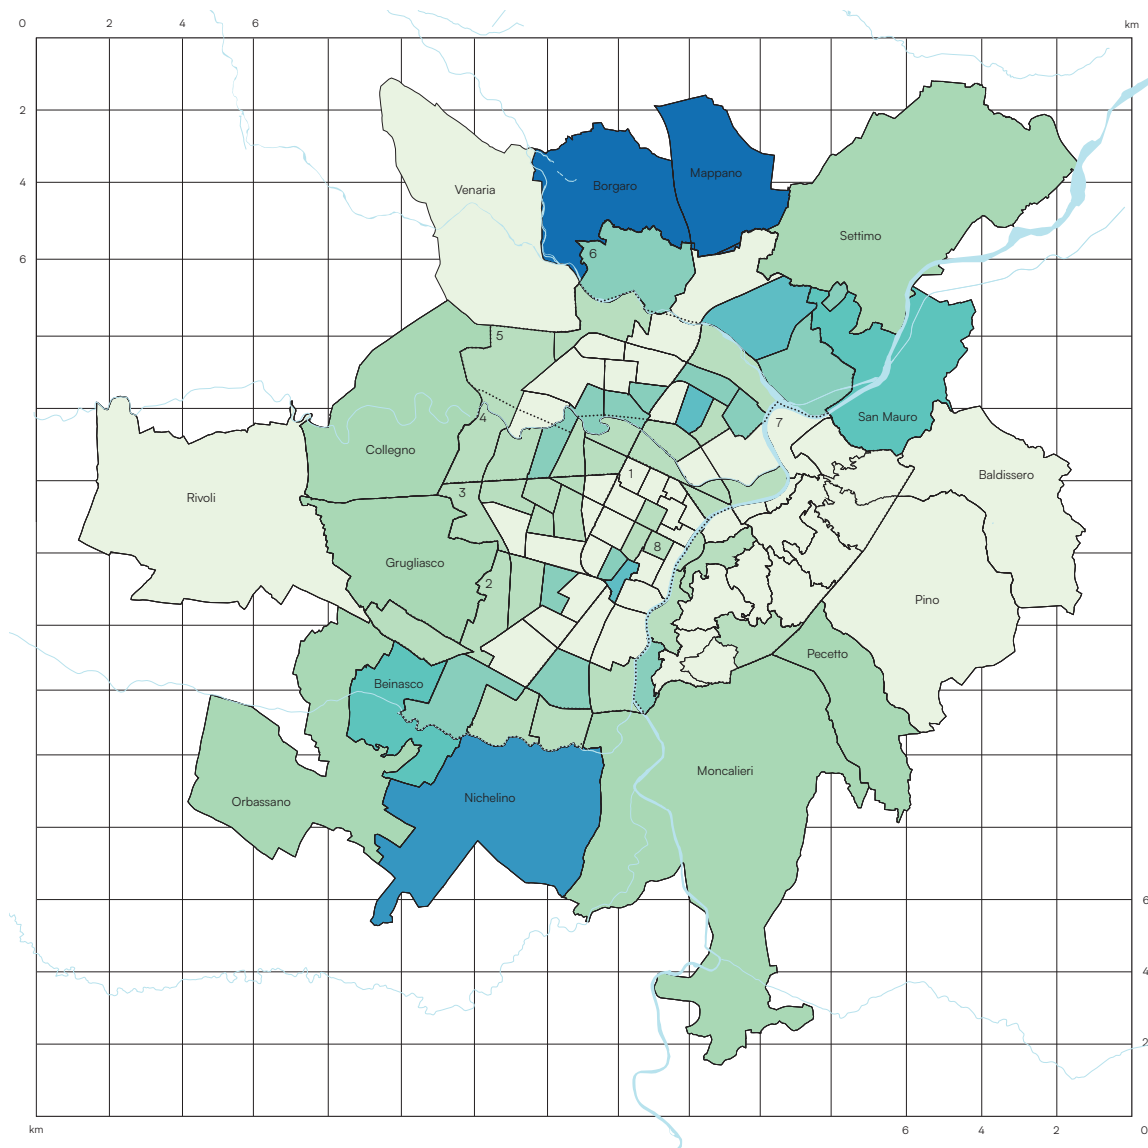 0 2 4 6 km
2
4
6
Venaria
Borgaro
Mappano
Settimo
6
5
4
7
San Mauro
Collegno
Baldissero
Rivoli
1
3
8
Grugliasco
2
Pino
Pecetto
Beinasco
Moncalieri
Nichelino
Orbassano
6
4
2
km 6 4 2 0